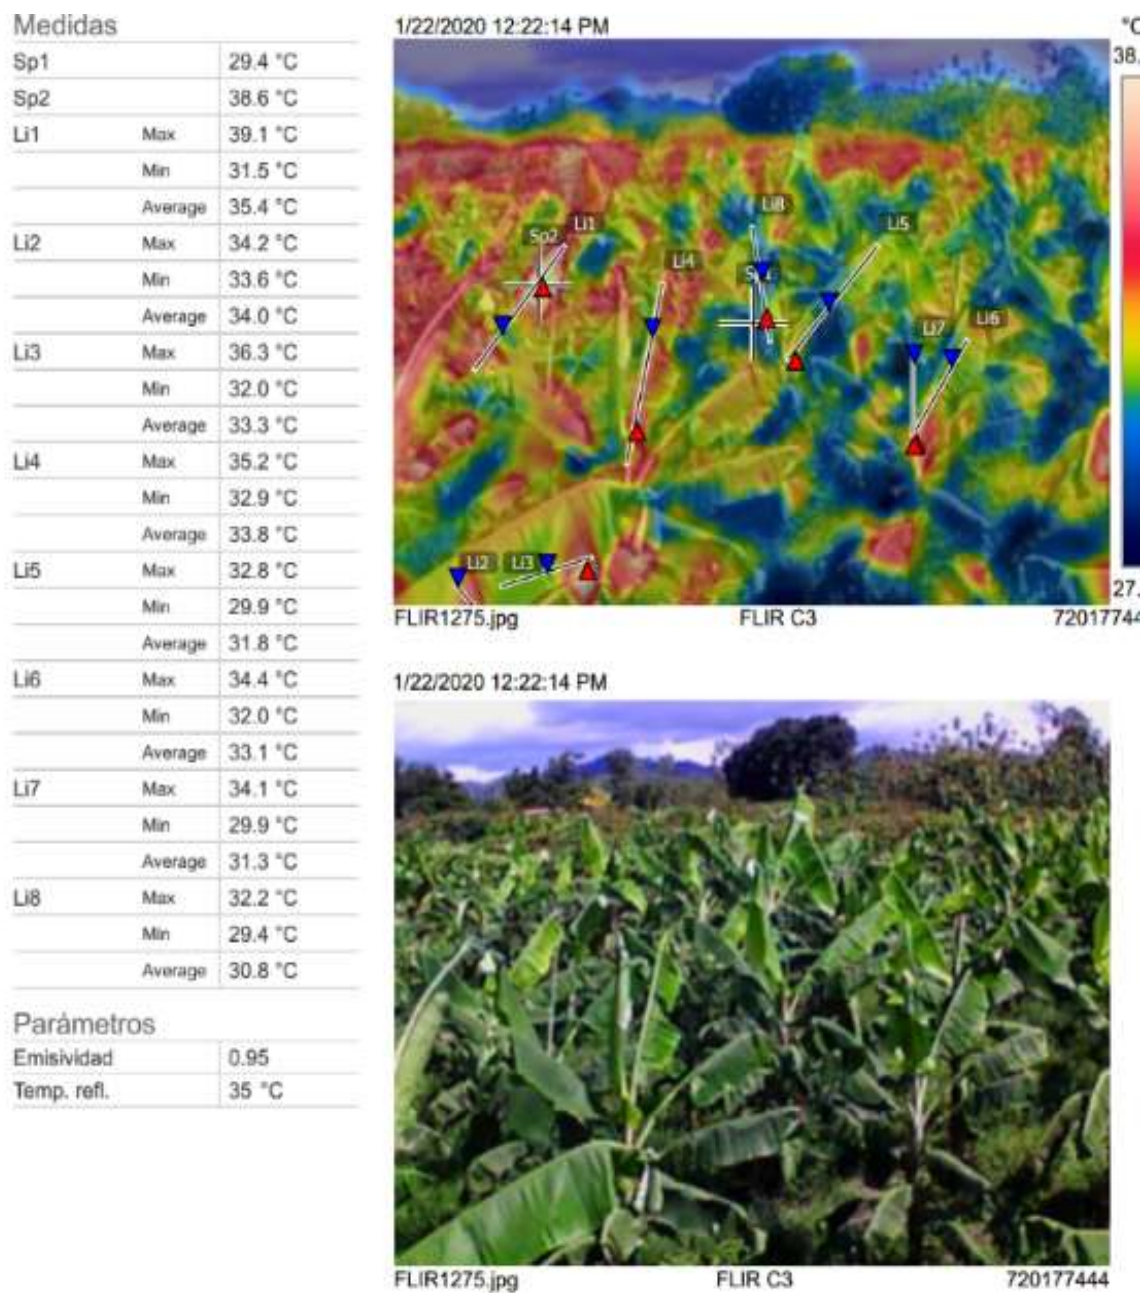 Medidas
Sp1 29.4 °C
Sp2 38.6 °C
Li1 Max 39.1 °C
Min 31.5 °C
Average 35.4 °C
Li2 Max 34.2 °C
Min 33.6 °C
Average 34.0 °C
Li3 Max 36.3 °C
Min 32.0 °C
Average 33.3 °C
Li4 Max 35.2 °C
Min 32.9 °C
Average 33.8 °C
Li5 Max 32.8 °C
Min 29.9 °C
Average 31.8 °C
Li6 Max 34.4 °C
Min 32.0 °C
Average 33.1 °C
Li7 Max 34.1 °C
Min 29.9 °C
Average 31.3 °C
Li8 Max 32.2 °C
Min 29.4 °C
Average 30.8 °C
Parámetros
Emisividad 0.95
Temp. refl. 35 °C
1/22/2020 12:22:14 PM
°C
38.
Li8
Sp2 Li1 Li5
Li4
Li7 Li6
Li2 Li3
27.
FLIR1275.jpg FLIR C3 72017744
1/22/2020 12:22:14 PM
FLIR1275.jpg FLIR C3 720177444